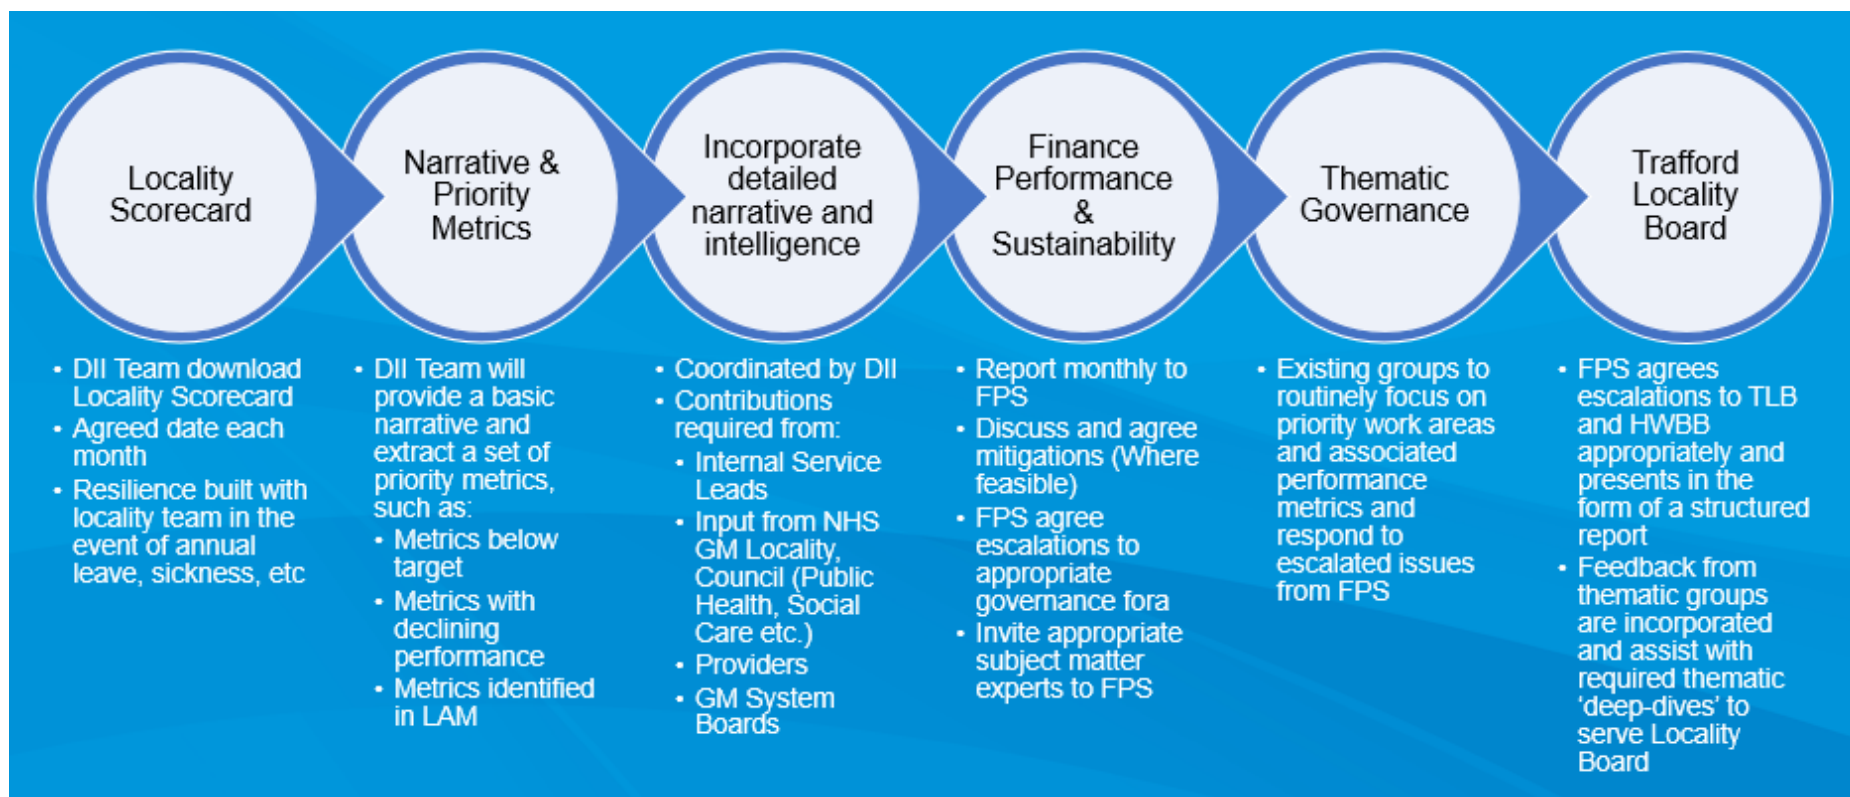 Locality
Scorecard
Narrative &
Priority
Metrics
Incorporate
detailed
narrative and
intelligence
Finance
Performance
&
Sustainability
Thematic
Governance
Trafford
Locality
Board
• DII Team download
Locality Scorecard
• Agreed date each
month
• Resilience built with
locality team in the
event of annual
leave, sickness, etc
• DII Team will
provide a basic
narrative and
extract a set of
priority metrics,
such as:
• Metrics below
target
• Metrics with
declining
performance
• Metrics identified
in LAM
• Coordinated by DII
• Contributions
required from:
• Internal Service
Leads
• Input from NHS
GM Locality,
Council (Public
Health, Social
Care etc.)
• Providers
• GM System
Boards
• Report monthly to
FPS
• Discuss and agree
mitigations (Where
feasible)
• FPS agree
escalations to
appropriate
governance fora
• Invite appropriate
subject matter
experts to FPS
• Existing groups to
routinely focus on
priority work areas
and associated
performance
metrics and
respond to
escalated issues
from FPS
• FPS agrees
escalations to TLB
and HWBB
appropriately and
presents in the
form of a structured
report
• Feedback from
thematic groups
are incorporated
and assist with
required thematic
‘deep-dives’ to
serve Locality
Board